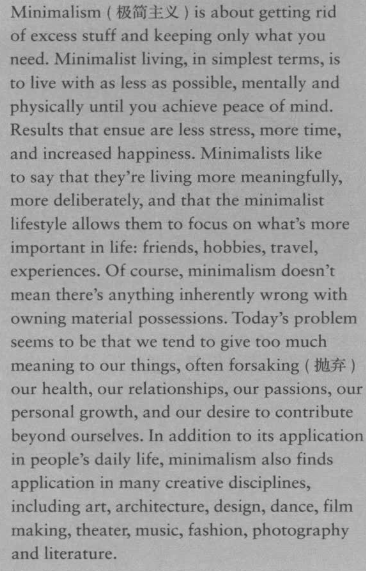 Minimalism ( 极简主义 ) is about getting rid
of excess stuff and keeping only what you
need. Minimalist living, in simplest terms, is
to live with as less as possible, mentally and
physically until you achieve peace of mind.
Results that ensue are less stress, more time,
and increased happiness. Minimalists like
to say that they're living more meaningfully,
more deliberately, and that the minimalist
lifestyle allows them to focus on what's more
important in life: friends, hobbies, travel,
experiences. Of course, minimalism doesn't
mean there's anything inherently wrong with
owning material possessions. Today's problem
seems to be that we tend to give too much
meaning to our things, often forsaking ( 抛弃 )
our health, our relationships, our passions, our
personal growth, and our desire to contribute
beyond ourselves. In addition to its application
in people's daily life, minimalism also finds
application in many creative disciplines,
including art, architecture, design, dance, film
making, theater, music, fashion, photography
and literature.